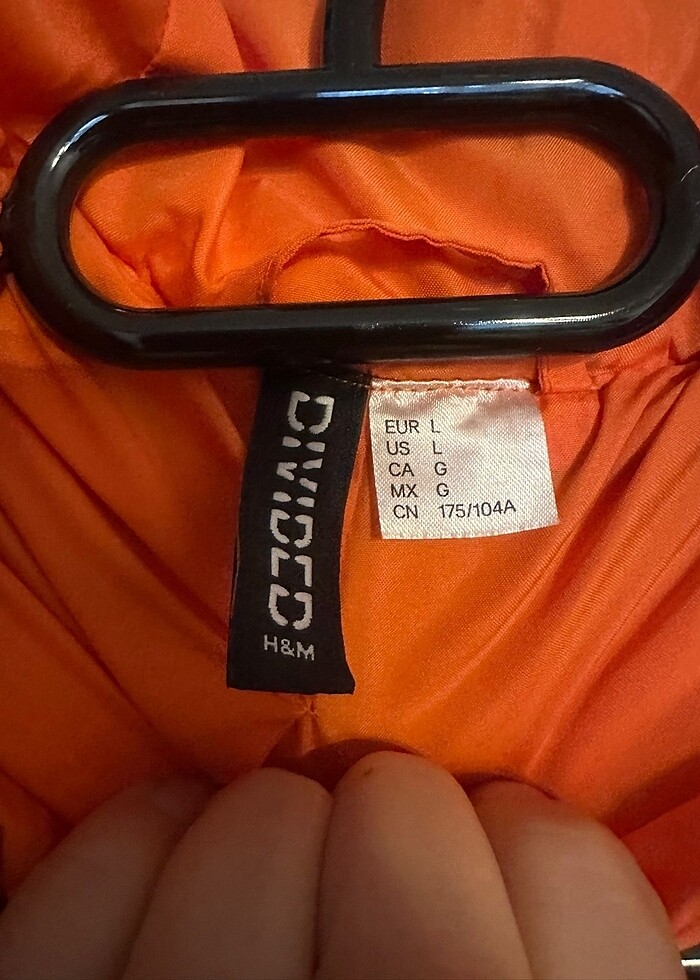 DIVIDED
H&M
EUR L
US L
CA G
MX G
CN 175/104A